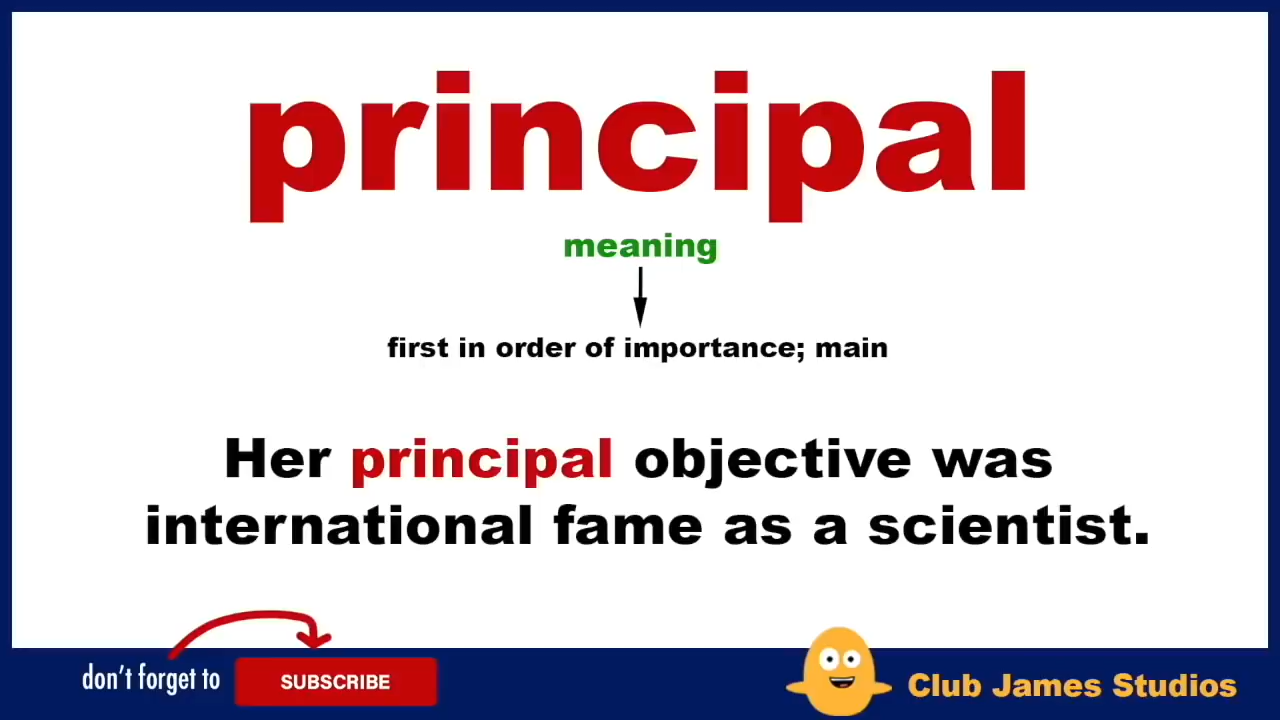 principal
meaning
first in order of importance; main
Her principal objective was
international fame as a scientist.
don't forget to SUBSCRIBE
Club James Studios